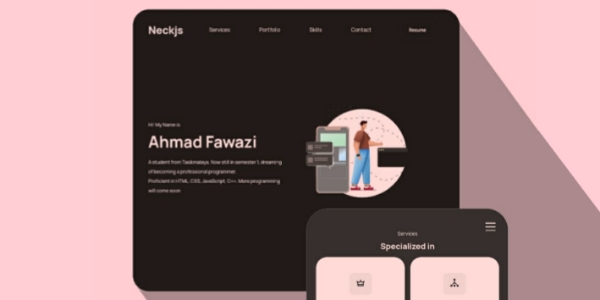 Neckjs
Services
Portfolio
Skills
Contact
Resume
Hi! My Name is
Ahmad Fawazi
A student from Tasikmalaya. Now still in semester 1, dreaming
of becoming a professional programmer.
Proficient in HTML, CSS, JavaScript, C++. More programming
will come soon
Services
Specialized in